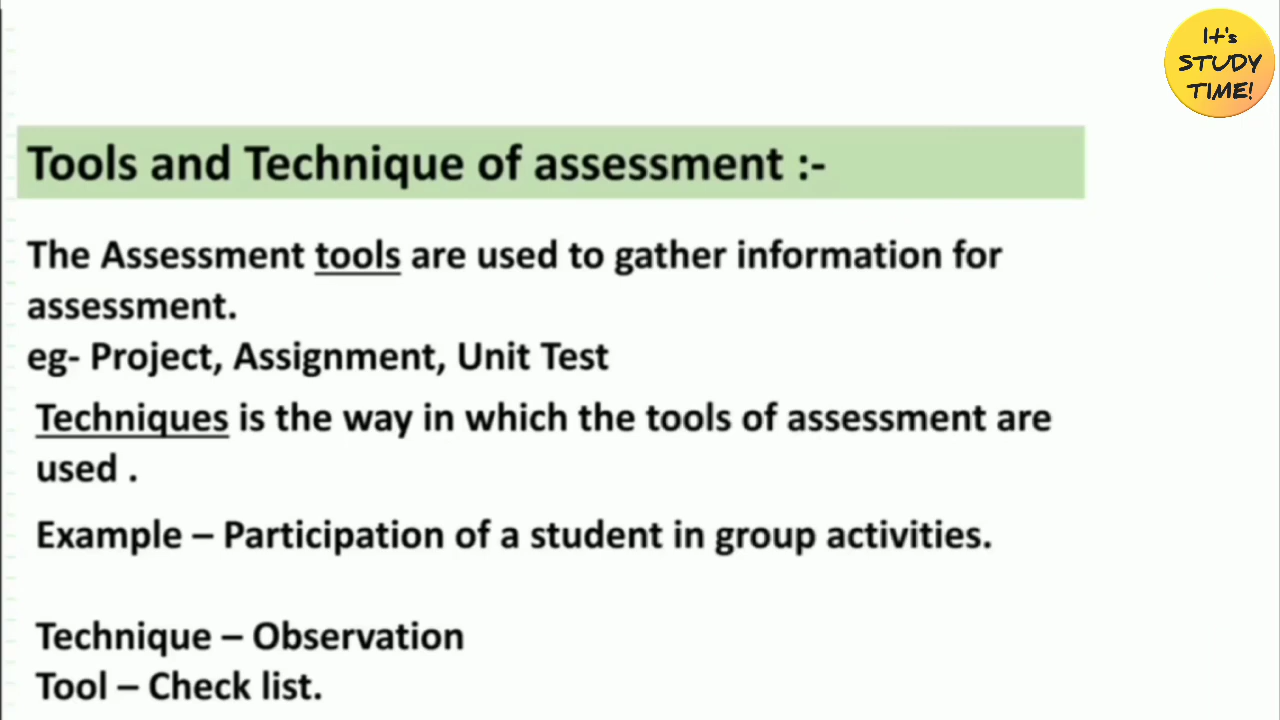 It's
STUDY
TIME!
Tools and Technique of assessment :-
The Assessment tools are used to gather information for
assessment.
eg- Project, Assignment, Unit Test
Techniques is the way in which the tools of assessment are
used .
Example – Participation of a student in group activities.
Technique – Observation
Tool – Check list.